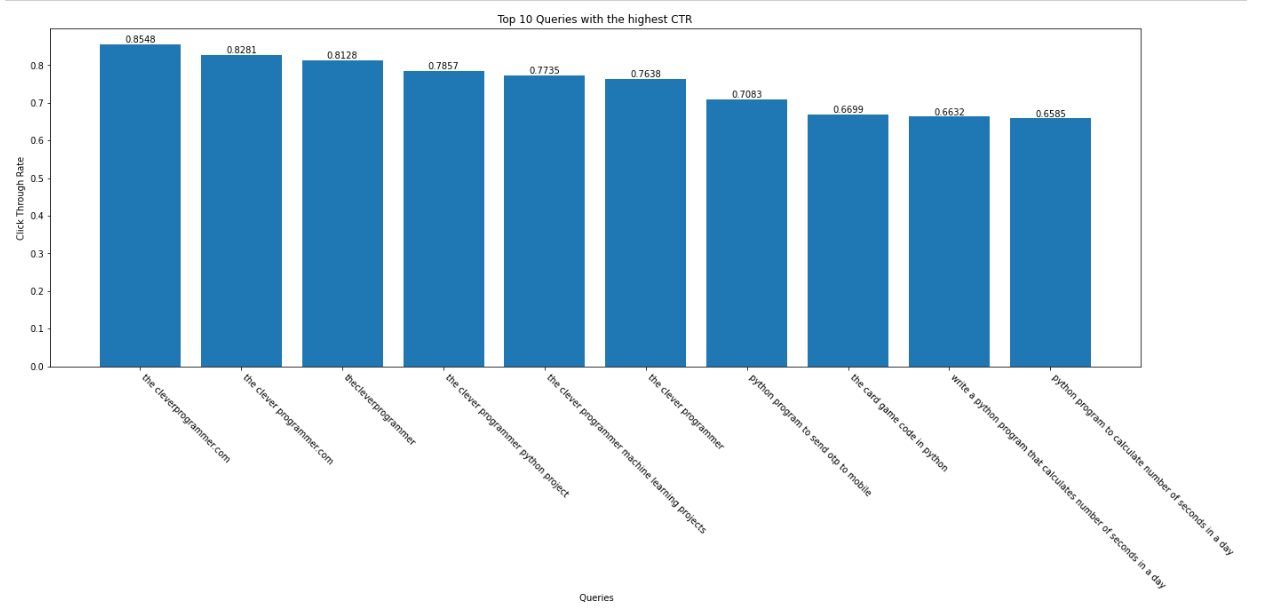 Top 10 Queries with the highest CTR
0.8548
0.8281
0.8128
0.7857
0.7735
0.7638
0.7083
0.6699
0.6632
0.6585
Click Through Rate
0.8
0.7
0.6
0.5
0.4
0.3
0.2
0.1
0.0
the cleverprogrammer.com
the clever programmer.com
thecleverprogrammer
the clever programmer python project
the clever programmer machine learning projects
the clever programmer
python program to send otp to mobile
the card game code in python
write a python program that calculates number of seconds in a day
python program to calculate number of seconds in a day
Queries